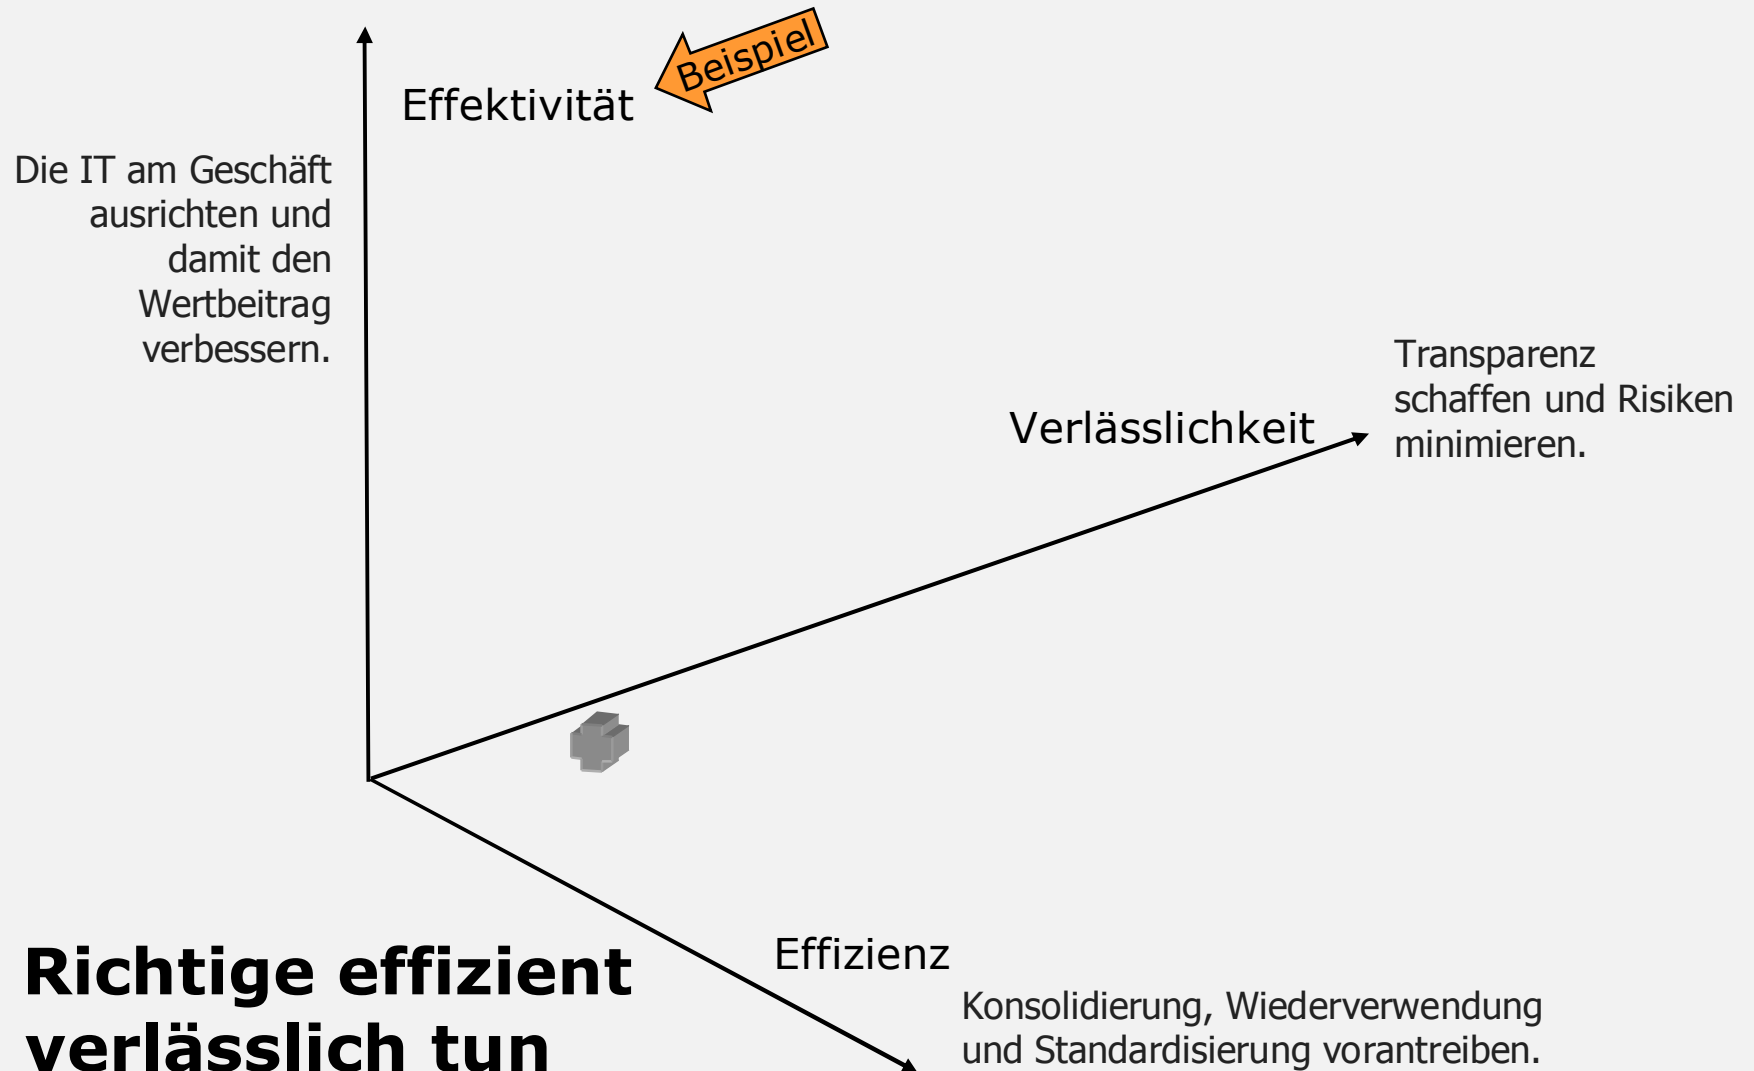 Beispiel
Effektivität
Die IT am Geschäft
ausrichten und
damit den
Wertbeitrag
verbessern.
Transparenz
schaffen und Risiken
minimieren.
Verlässlichkeit
Effizienz
Konsolidierung, Wiederverwendung
und Standardisierung vorantreiben.
Richtige effizient
verlässlich tun